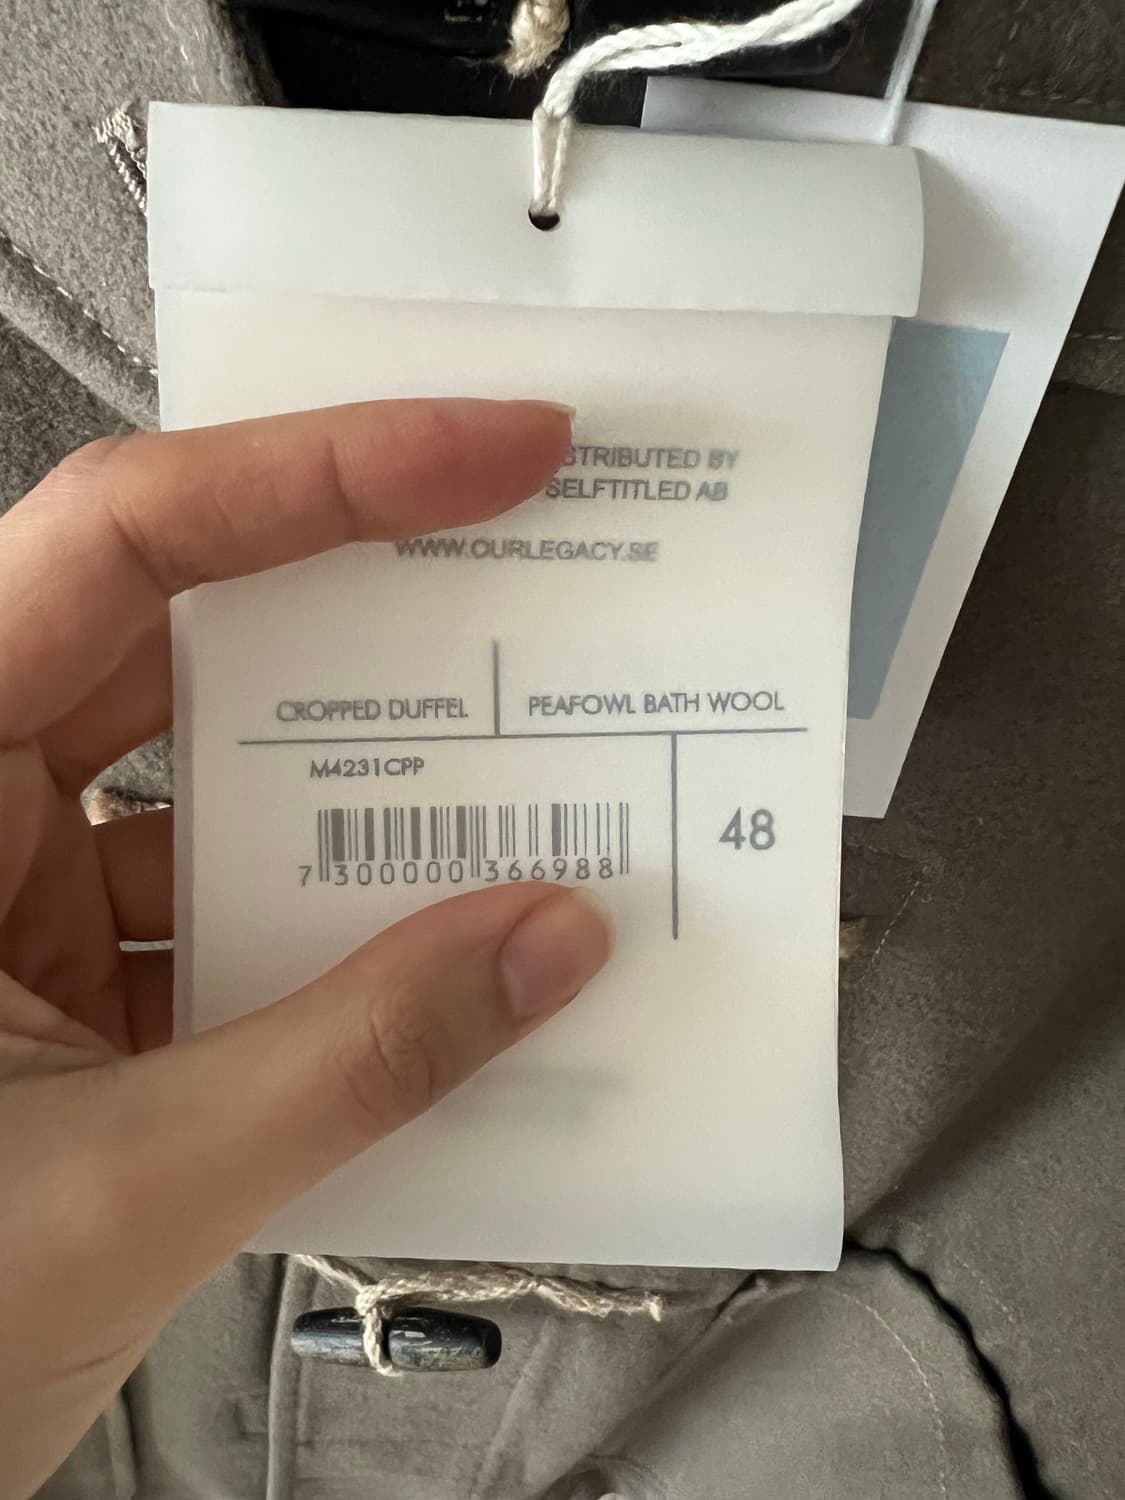 STRIBUTED BY
SELFTITLED AB
WWW.OURLEGACY.SE
CROPPED DUFFEL
PEAFOWL BATH WOOL
M4231CPP
48
7 300000 366988